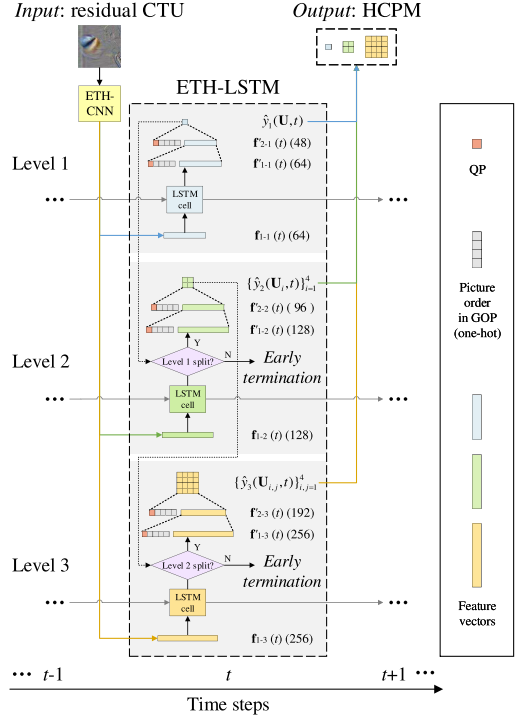 Input: residual CTU
Output: HCPM
ETH-
CNN
ETH-LSTM
Level 1
ŷ₁(U,t)
f″₂₋₁(t) (48)
f″₁₋₁(t) (64)
LSTM
cell
•••
•••
f₁₋₁(t) (64)
Level 2
{ŷ₂(Uᵢ,t)}⁴ᵢ₌₁
f″₂₋₂(t) ( 96 )
f″₁₋₂(t) (128)
Y
Level 1 split?
N
Early
termination
LSTM
cell
•••
•••
f₁₋₂(t) (128)
Level 3
{ŷ₃(Uᵢ,ⱼ,t)}⁴ᵢ,ⱼ₌₁
f″₂₋₃(t) (192)
f″₁₋₃(t) (256)
Y
Level 2 split?
N
Early
termination
LSTM
cell
•••
•••
f₁₋₃(t) (256)
••• t-1
t
t+1 •••
Time steps
QP
Picture
order
in GOP
(one-hot)
Feature
vectors